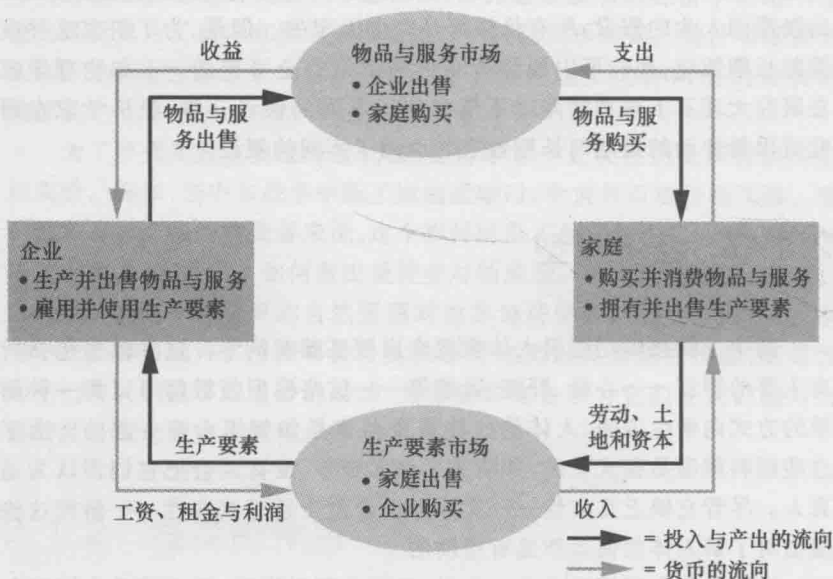 收益
物品与服务市场
• 企业出售
• 家庭购买
支出
物品与服
务出售
物品与服
务购买
企业
• 生产并出售物品与服务
• 雇用并使用生产要素
家庭
• 购买并消费物品与服务
• 拥有并出售生产要素
生产要素
生产要素市场
• 家庭出售
• 企业购买
劳动、土
地和资本
工资、租金与利润
收入
= 投入与产出的流向
= 货币的流向